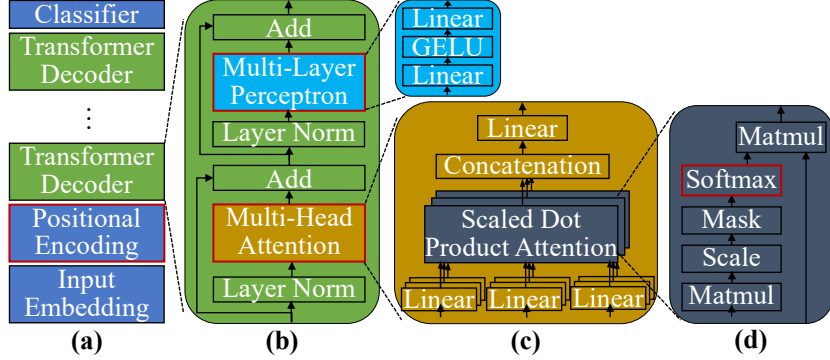 Classifier
Transformer
Decoder
...
Transformer
Decoder
Positional
Encoding
Input
Embedding
(a)
Add
Multi-Layer
Perceptron
Layer Norm
Add
Multi-Head
Attention
Layer Norm
(b)
Linear
GELU
Linear
Linear
Concatenation
Scaled Dot
Product Attention
Linear
Linear
Linear
(c)
Matmul
Softmax
Mask
Scale
Matmul
(d)